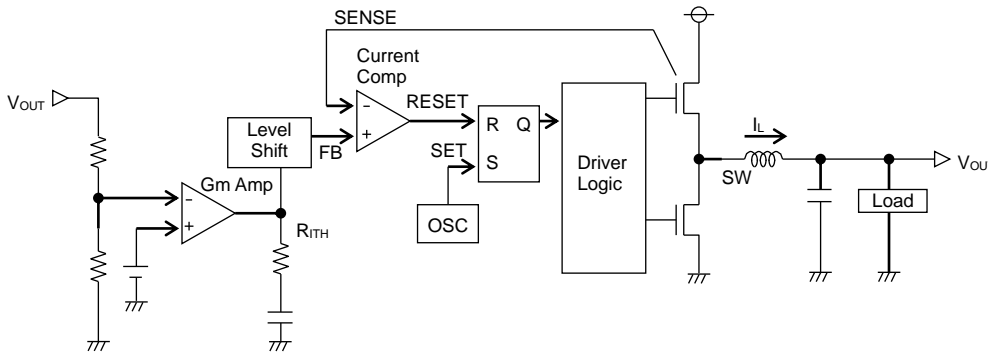 SENSE
Current
Comp
VOUT
RESET
Level
Shift
FB
R Q
SET
S
IL
Driver
Logic
VOU
SW
Gm Amp
Load
OSC
RITH